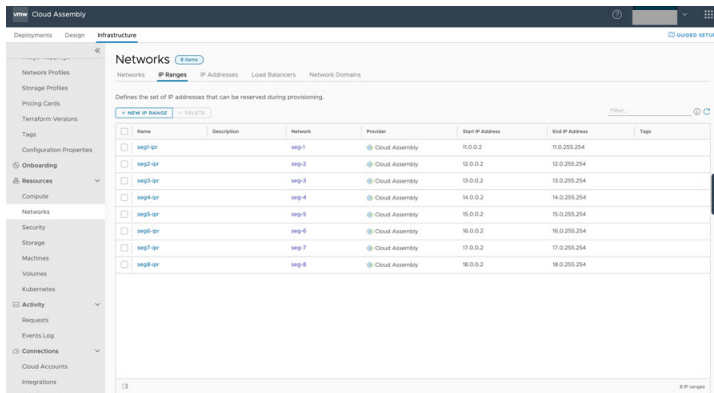 vmw Cloud Assembly
Deployments Design Infrastructure
GUIDED SETUP
Network Profiles
Storage Profiles
Pricing Cards
Terraform Versions
Tags
Configuration Properties
Onboarding
Resources
Compute
Networks
Security
Storage
Machines
Volumes
Kubernetes
Activity
Requests
Events Log
Connections
Cloud Accounts
Integrations
Networks 8 items
Networks IP Ranges IP Addresses Load Balancers Network Domains
Defines the set of IP addresses that can be reserved during provisioning.
+ NEW IP RANGE × DELETE Filter...
Name Description Network Provider Start IP Address End IP Address Tags
seg1-ipr seg-1 Cloud Assembly 11.0.0.2 11.0.255.254
seg2-ipr seg-2 Cloud Assembly 12.0.0.2 12.0.255.254
seg3-ipr seg-3 Cloud Assembly 13.0.0.2 13.0.255.254
seg4-ipr seg-4 Cloud Assembly 14.0.0.2 14.0.255.254
seg5-ipr seg-5 Cloud Assembly 15.0.0.2 15.0.255.254
seg6-ipr seg-6 Cloud Assembly 16.0.0.2 16.0.255.254
seg7-ipr seg-7 Cloud Assembly 17.0.0.2 17.0.255.254
seg8-ipr seg-8 Cloud Assembly 18.0.0.2 18.0.255.254
8 IP ranges